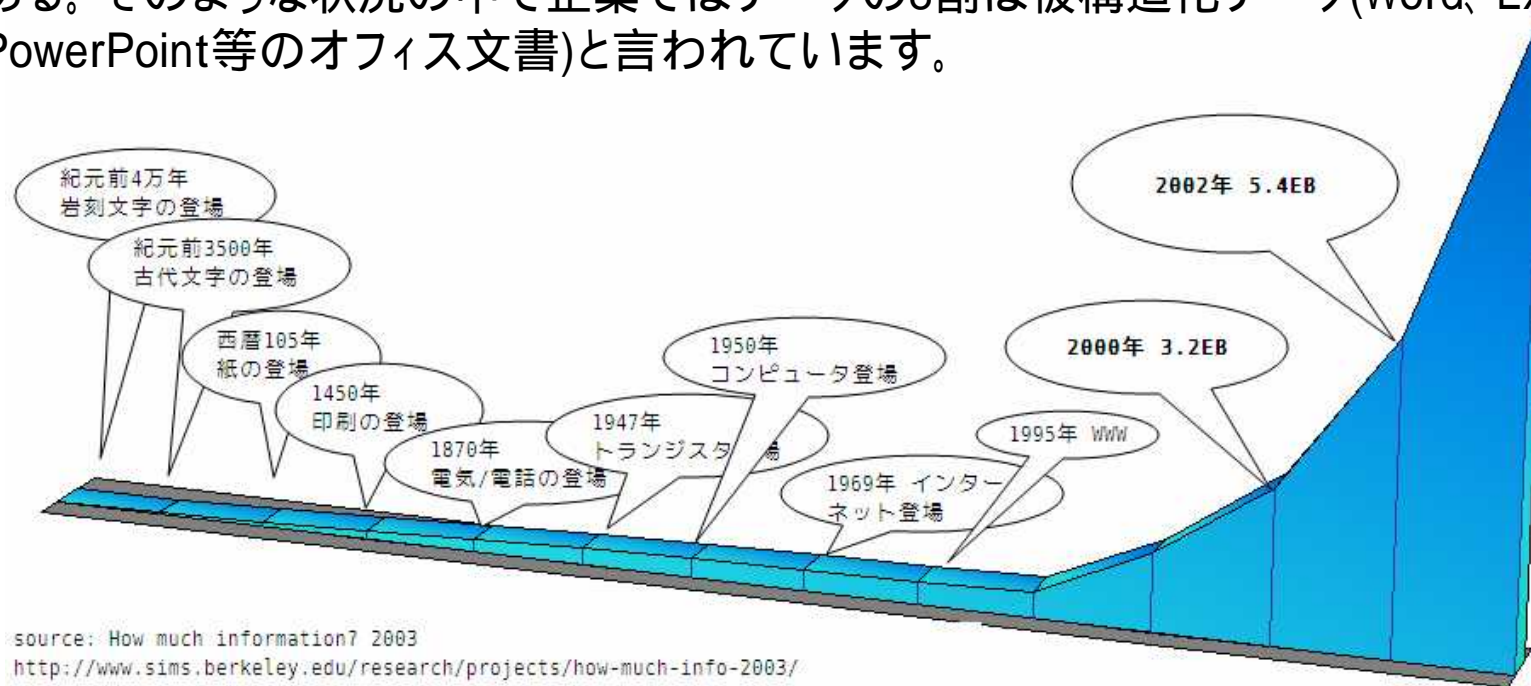 ある。そのような状況の中で企業ではデータの8割は被構造化データ(Word、EX
PowerPoint等のオフィス文書)と言われています。
紀元前4万年
岩刻文字の登場
紀元前3500年
古代文字の登場
西暦105年
紙の登場
1450年
印刷の登場
1870年
電気/電話の登場
1947年
トランジスタ 場
1950年
コンピュータ登場
1969年 インター
ネット登場
1995年 WWW
2000年 3.2EB
2002年 5.4EB
source: How much information? 2003
http://www.sims.berkeley.edu/research/projects/how-much-info-2003/